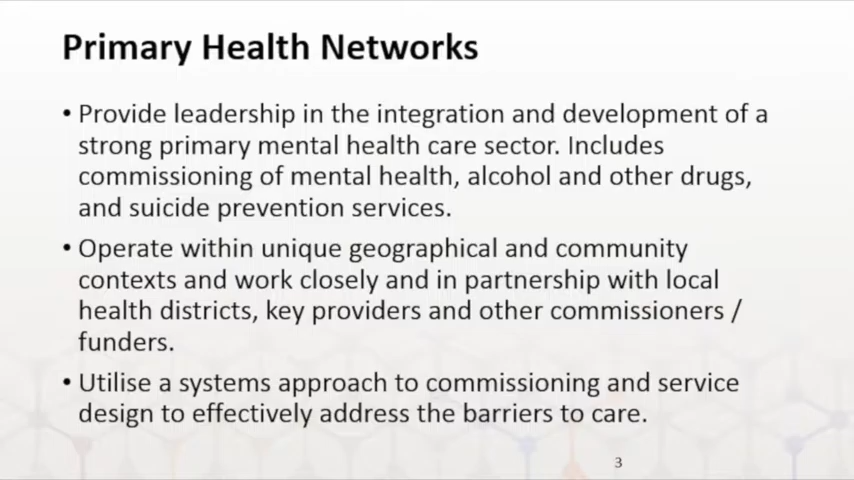 Primary Health Networks
• Provide leadership in the integration and development of a
strong primary mental health care sector. Includes
commissioning of mental health, alcohol and other drugs,
and suicide prevention services.
• Operate within unique geographical and community
contexts and work closely and in partnership with local
health districts, key providers and other commissioners /
funders.
• Utilise a systems approach to commissioning and service
design to effectively address the barriers to care.
3